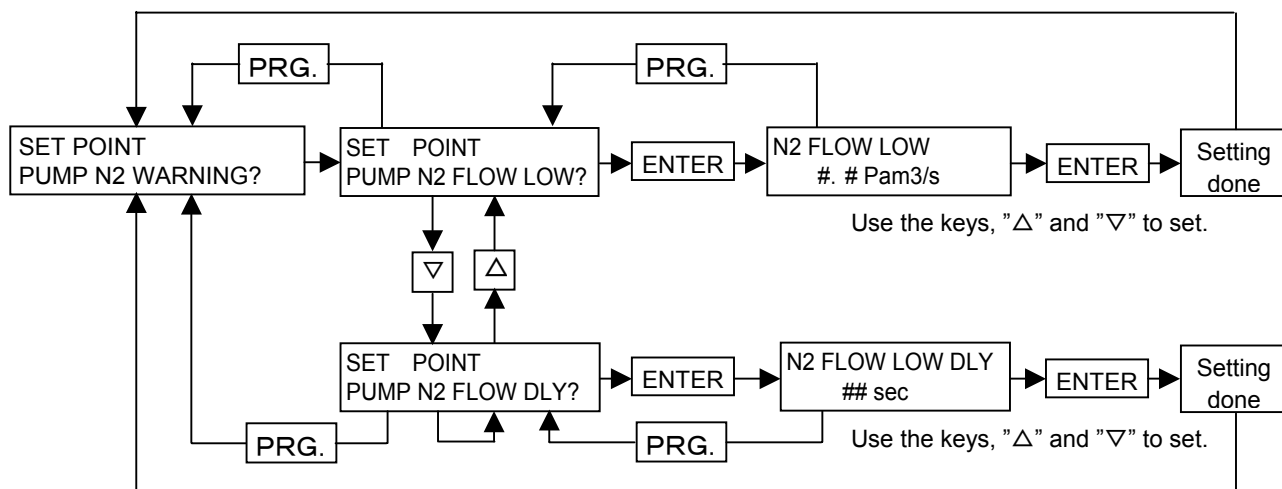 PRG.
PRG.
SET POINT
PUMP N2 WARNING?
SET POINT
PUMP N2 FLOW LOW?
ENTER
N2 FLOW LOW
#. # Pam3/s
ENTER
Setting
done
Use the keys, ”△” and ”▽” to set.
▽
△
SET POINT
PUMP N2 FLOW DLY?
ENTER
N2 FLOW LOW DLY
## sec
ENTER
Setting
done
PRG.
PRG.
Use the keys, ”△” and ”▽” to set.